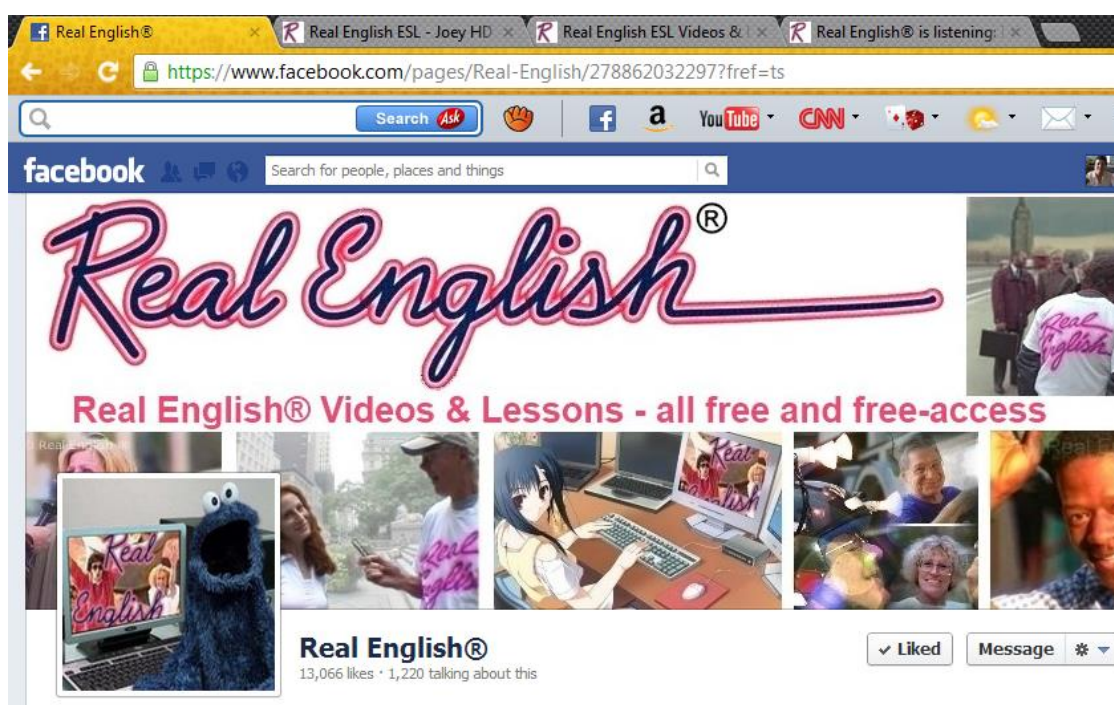 Real English® Real English ESL - Joey HD Real English ESL Videos & Real English® is listening:
https://www.facebook.com/pages/Real-English/278862032297?fref=ts
Search Ask a YouTube CNN
facebook Search for people, places and things
Real English®
Real English
Real English® Videos & Lessons - all free and free-access
Real English
Real English
Real English
Real English®
13,066 likes · 1,220 talking about this
Liked Message